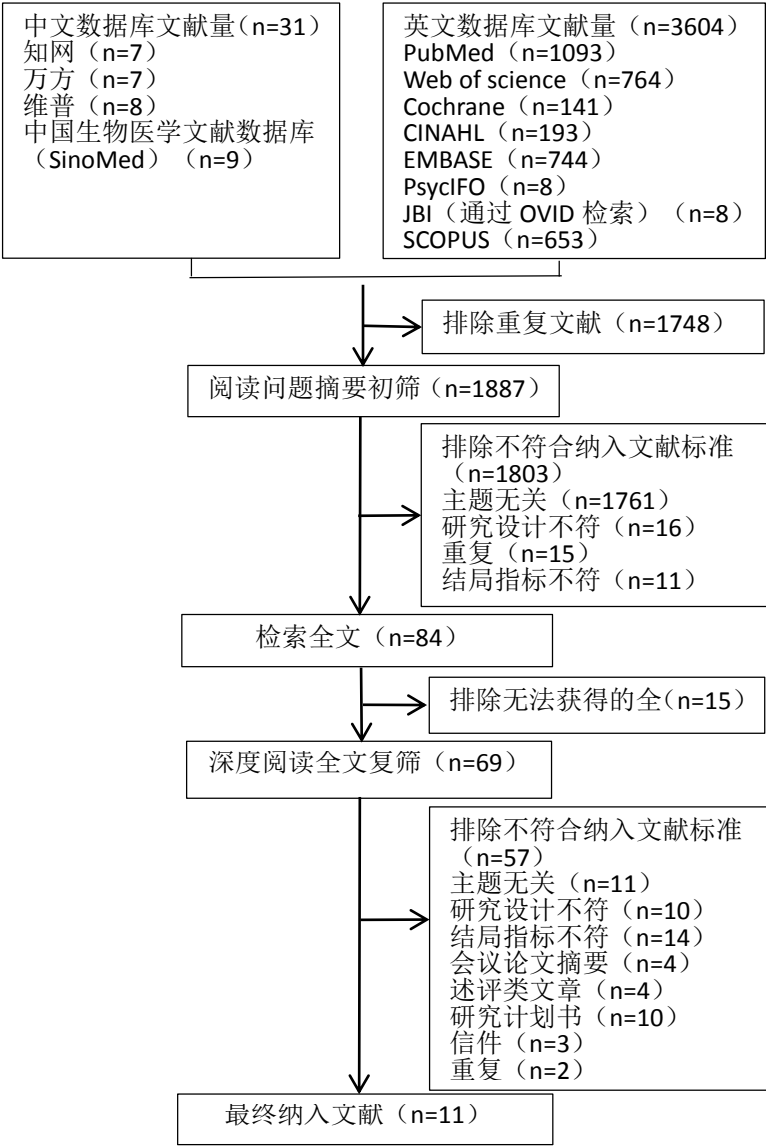 中文数据库文献量（n=31）
知网（n=7）
万方（n=7）
维普（n=8）
中国生物医学文献数据库
（SinoMed）（n=9）
英文数据库文献量（n=3604）
PubMed（n=1093）
Web of science（n=764）
Cochrane（n=141）
CINAHL（n=193）
EMBASE（n=744）
PsycIFO（n=8）
JBI（通过 OVID 检索）（n=8）
SCOPUS（n=653）
排除重复文献（n=1748）
阅读问题摘要初筛（n=1887）
排除不符合纳入文献标准
（n=1803）
主题无关（n=1761）
研究设计不符（n=16）
重复（n=15）
结局指标不符（n=11）
检索全文（n=84）
排除无法获得的全（n=15）
深度阅读全文复筛（n=69）
排除不符合纳入文献标准
（n=57）
主题无关（n=11）
研究设计不符（n=10）
结局指标不符（n=14）
会议论文摘要（n=4）
述评类文章（n=4）
研究计划书（n=10）
信件（n=3）
重复（n=2）
最终纳入文献（n=11）